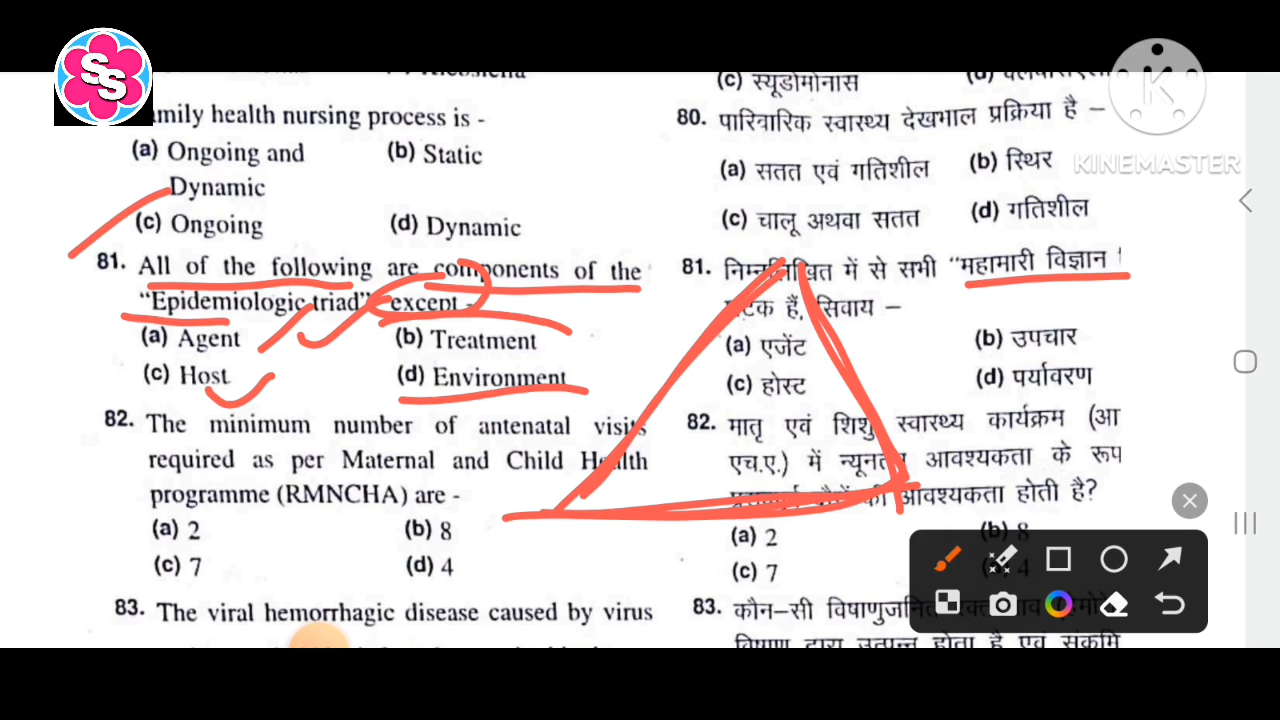 SS
KINEMASTER
amily health nursing process is -
(a) Ongoing and Dynamic
(b) Static
(c) Ongoing
(d) Dynamic
81. All of the following are components of the
"Epidemiologic triad" except -
(a) Agent
(b) Treatment
(c) Host
(d) Environment
82. The minimum number of antenatal visits
required as per Maternal and Child Health
programme (RMNCHA) are -
(a) 2
(b) 8
(c) 7
(d) 4
83. The viral hemorrhagic disease caused by virus
(c) स्यूडोमोनास
80. पारिवारिक स्वास्थ्य देखभाल प्रक्रिया है –
(a) सतत एवं गतिशील
(b) स्थिर
(c) चालू अथवा सतत
(d) गतिशील
81. निम्नलिखित में से सभी "महामारी विज्ञान
घटक हैं, सिवाय –
(a) एजेंट
(b) उपचार
(c) होस्ट
(d) पर्यावरण
82. मातृ एवं शिशु स्वास्थ्य कार्यक्रम (आ
एच.ए.) में न्यूनतम आवश्यकता के रूप
की आवश्यकता होती है?
(a) 2
(b) 8
(c) 7
4
83. कौन–सी विषाणुजनित